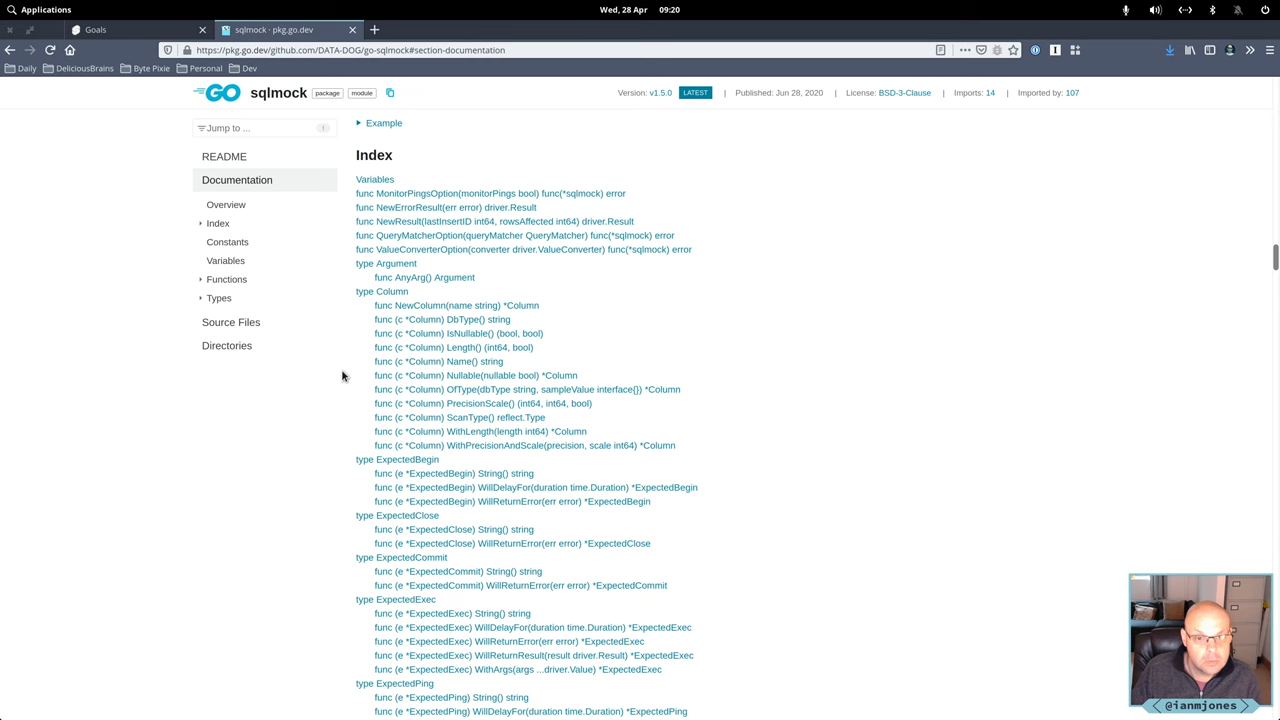 Applications
Wed, 28 Apr 09:20
Goals
sqlmock · pkg.go.dev
https://pkg.go.dev/github.com/DATA-DOG/go-sqlmock#section-documentation
Daily
DeliciousBrains
Byte Pixie
Personal
Dev
GO
sqlmock
package
module
Version: v1.5.0
LATEST
| Published: Jun 28, 2020
| License: BSD-3-Clause
| Imports: 14
| Imported by: 107
Jump to ...
README
Documentation
Overview
Index
Constants
Variables
Functions
Types
Source Files
Directories
Example
Index
Variables
func MonitorPingsOption(monitorPings bool) func(*sqlmock) error
func NewErrorResult(err error) driver.Result
func NewResult(lastInsertID int64, rowsAffected int64) driver.Result
func QueryMatcherOption(queryMatcher QueryMatcher) func(*sqlmock) error
func ValueConverterOption(converter driver.ValueConverter) func(*sqlmock) error
type Argument
func AnyArg() Argument
type Column
func NewColumn(name string) *Column
func (c *Column) DbType() string
func (c *Column) IsNullable() (bool, bool)
func (c *Column) Length() (int64, bool)
func (c *Column) Name() string
func (c *Column) Nullable(nullable bool) *Column
func (c *Column) OfType(dbType string, sampleValue interface{}) *Column
func (c *Column) PrecisionScale() (int64, int64, bool)
func (c *Column) ScanType() reflect.Type
func (c *Column) WithLength(length int64) *Column
func (c *Column) WithPrecisionAndScale(precision, scale int64) *Column
type ExpectedBegin
func (e *ExpectedBegin) String() string
func (e *ExpectedBegin) WillDelayFor(duration time.Duration) *ExpectedBegin
func (e *ExpectedBegin) WillReturnError(err error) *ExpectedBegin
type ExpectedClose
func (e *ExpectedClose) String() string
func (e *ExpectedClose) WillReturnError(err error) *ExpectedClose
type ExpectedCommit
func (e *ExpectedCommit) String() string
func (e *ExpectedCommit) WillReturnError(err error) *ExpectedCommit
type ExpectedExec
func (e *ExpectedExec) String() string
func (e *ExpectedExec) WillDelayFor(duration time.Duration) *ExpectedExec
func (e *ExpectedExec) WillReturnError(err error) *ExpectedExec
func (e *ExpectedExec) WillReturnResult(result driver.Result) *ExpectedExec
func (e *ExpectedExec) WithArgs(args ...driver.Value) *ExpectedExec
type ExpectedPing
func (e *ExpectedPing) String() string
func (e *ExpectedPing) WillDelayFor(duration time.Duration) *ExpectedPing
@ianmjones